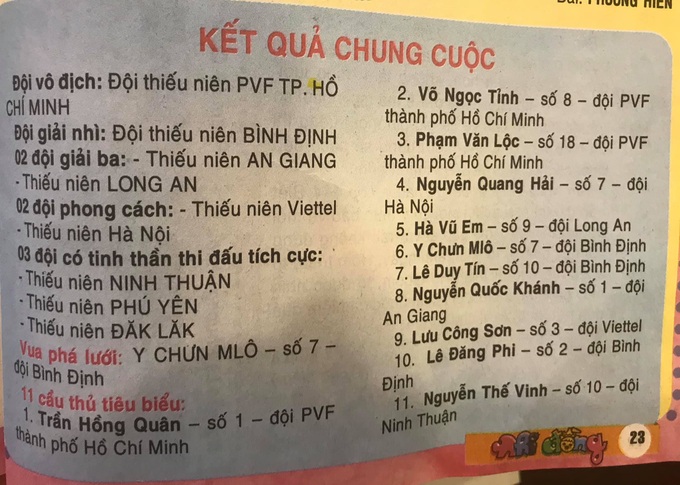 Bài: PHƯƠNG HIỀN
KẾT QUẢ CHUNG CUỘC
Đội vô địch: Đội thiếu niên PVF TP. HỒ
CHÍ MINH
Đội giải nhì: Đội thiếu niên BÌNH ĐỊNH
02 đội giải ba: - Thiếu niên AN GIANG
- Thiếu niên LONG AN
02 đội phong cách: - Thiếu niên Viettel
- Thiếu niên Hà Nội
03 đội có tinh thần thi đấu tích cực:
- Thiếu niên NINH THUẬN
- Thiếu niên PHÚ YÊN
- Thiếu niên ĐĂK LĂK
Vua phá lưới: Y CHƯN MLÔ – số 7 –
đội Bình Định
11 cầu thủ tiêu biểu:
1. Trần Hồng Quân – số 1 – đội PVF
thành phố Hồ Chí Minh
2. Võ Ngọc Tỉnh – số 8 – đội PVF
thành phố Hồ Chí Minh
3. Phạm Văn Lộc – số 18 – đội PVF
thành phố Hồ Chí Minh
4. Nguyễn Quang Hải – số 7 – đội
Hà Nội
5. Hà Vũ Em – số 9 – đội Long An
6. Y Chưn Mlô – số 7 – đội Bình Định
7. Lê Duy Tín – số 10 – đội Bình Định
8. Nguyễn Quốc Khánh – số 1 – đội
An Giang
9. Lưu Công Sơn – số 3 – đội Viettel
10. Lê Đăng Phi – số 2 – đội Bình
Định
11. Nguyễn Thế Vinh – số 10 – đội
Ninh Thuận
nhi đồng 23